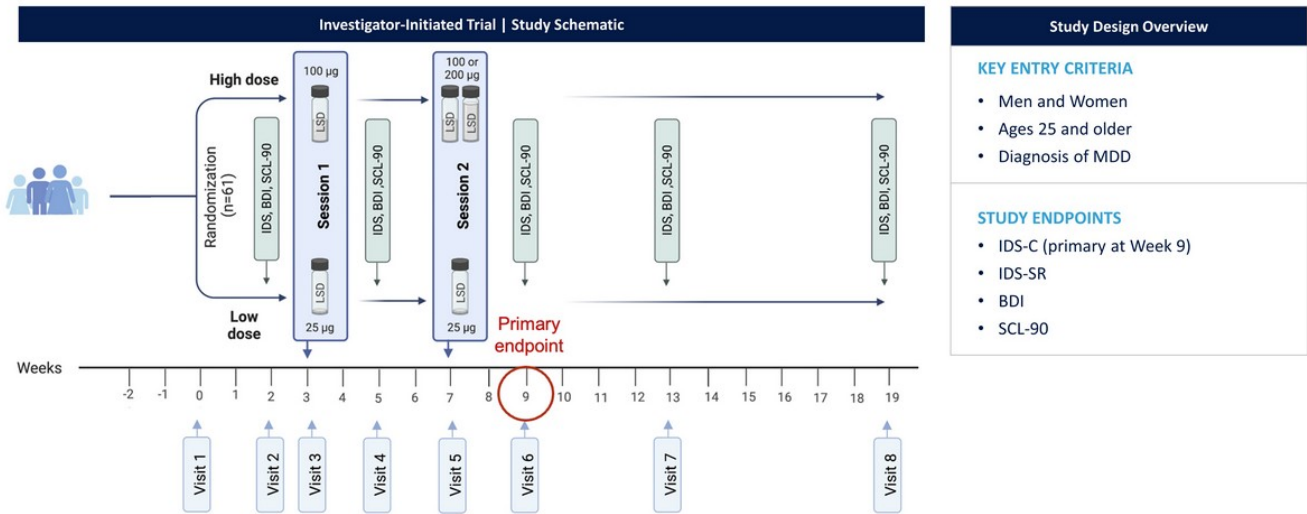 Investigator-Initiated Trial | Study Schematic
High dose
Randomization
(n=61)
Low
dose
IDS, BDI, SCL-90
100 µg
LSD
Session 1
LSD
25 µg
IDS, BDI ,SCL-90
100 or
200 µg
LSD LSD
Session 2
LSD
25 µg
IDS, BDI ,SCL-90
IDS, BDI, SCL-90
IDS, BDI, SCL-90
Primary
endpoint
Weeks
-2 -1 0 1 2 3 4 5 6 7 8 9 10 11 12 13 14 15 16 17 18 19
Visit 1
Visit 2
Visit 3
Visit 4
Visit 5
Visit 6
Visit 7
Visit 8
Study Design Overview
KEY ENTRY CRITERIA
• Men and Women
• Ages 25 and older
• Diagnosis of MDD
STUDY ENDPOINTS
• IDS-C (primary at Week 9)
• IDS-SR
• BDI
• SCL-90